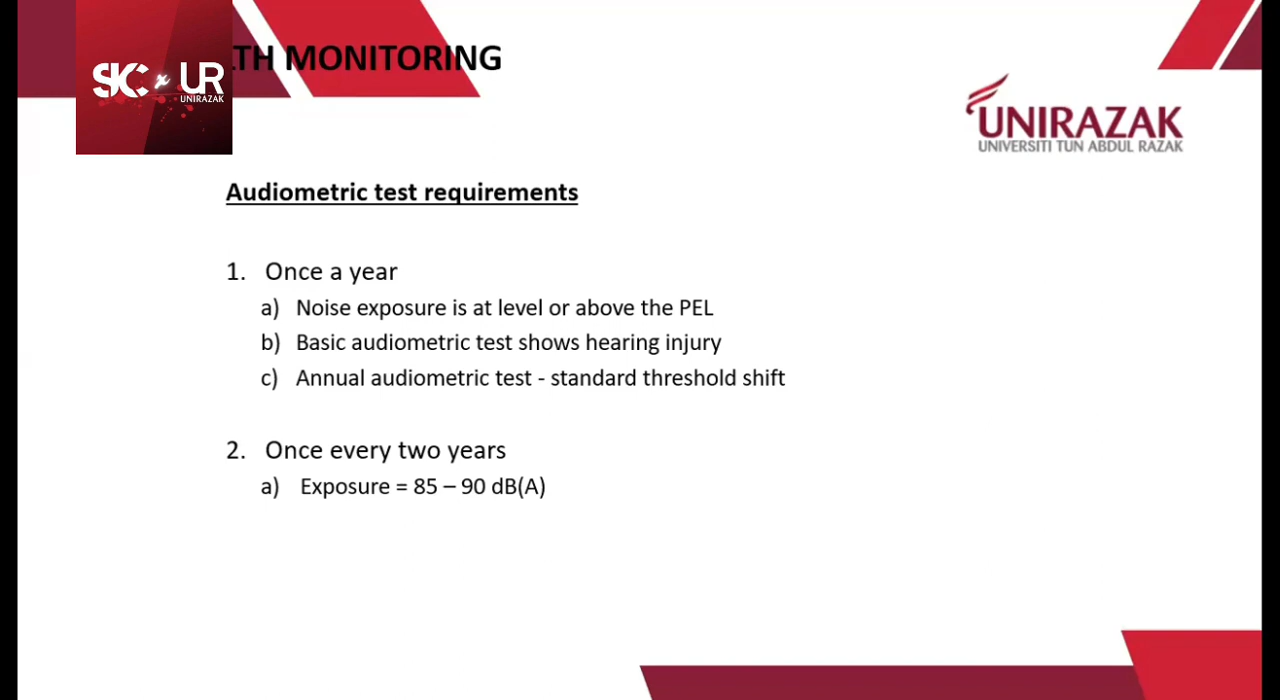 SIC x UR
UNIRAZAK
LTH MONITORING
UNIRAZAK
UNIVERSITI TUN ABDUL RAZAK
Audiometric test requirements
1. Once a year
a) Noise exposure is at level or above the PEL
b) Basic audiometric test shows hearing injury
c) Annual audiometric test - standard threshold shift
2. Once every two years
a) Exposure = 85 – 90 dB(A)